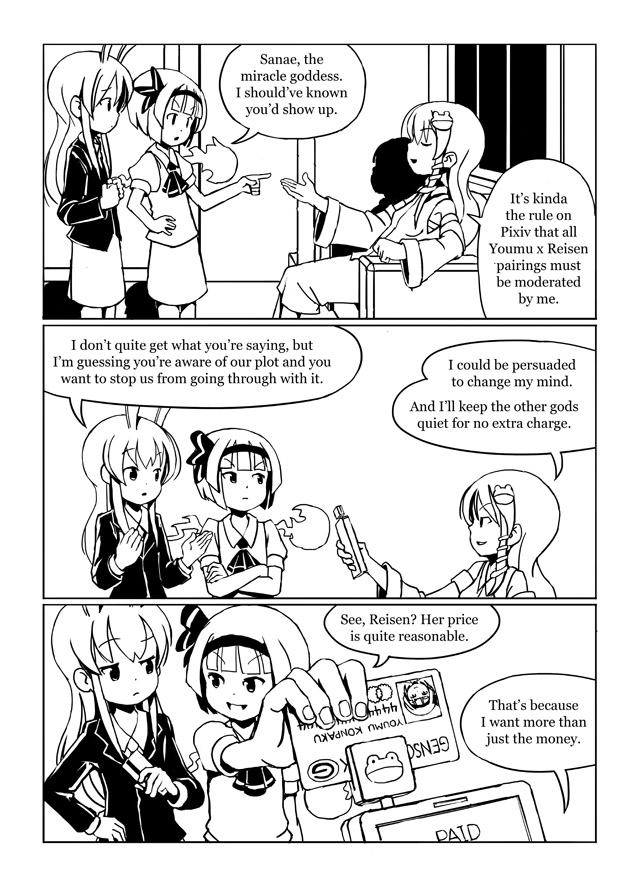 Sanae, the
miracle goddess.
I should've known
you'd show up.
It's kinda
the rule on
Pixiv that all
Youmu x Reisen
pairings must
be moderated
by me.
I don't quite get what you're saying, but
I'm guessing you're aware of our plot and you
want to stop us from going through with it.
I could be persuaded
to change my mind.
And I'll keep the other gods
quiet for no extra charge.
See, Reisen? Her price
is quite reasonable.
YOUMU KONPAKU
That's because
I want more than
just the money.
PAID